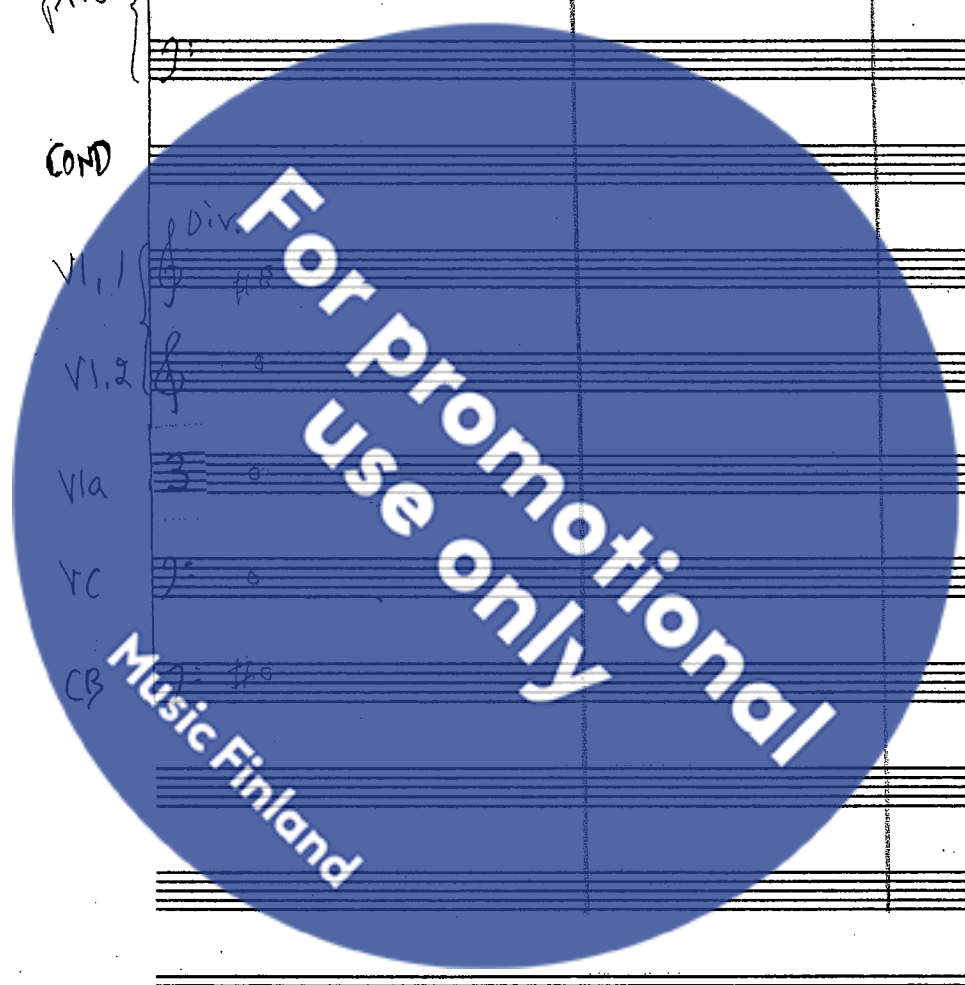 COND
Div.
Vl, 1
Vl. 2
Vla
VC
CB
For promotional
use only
Music Finland